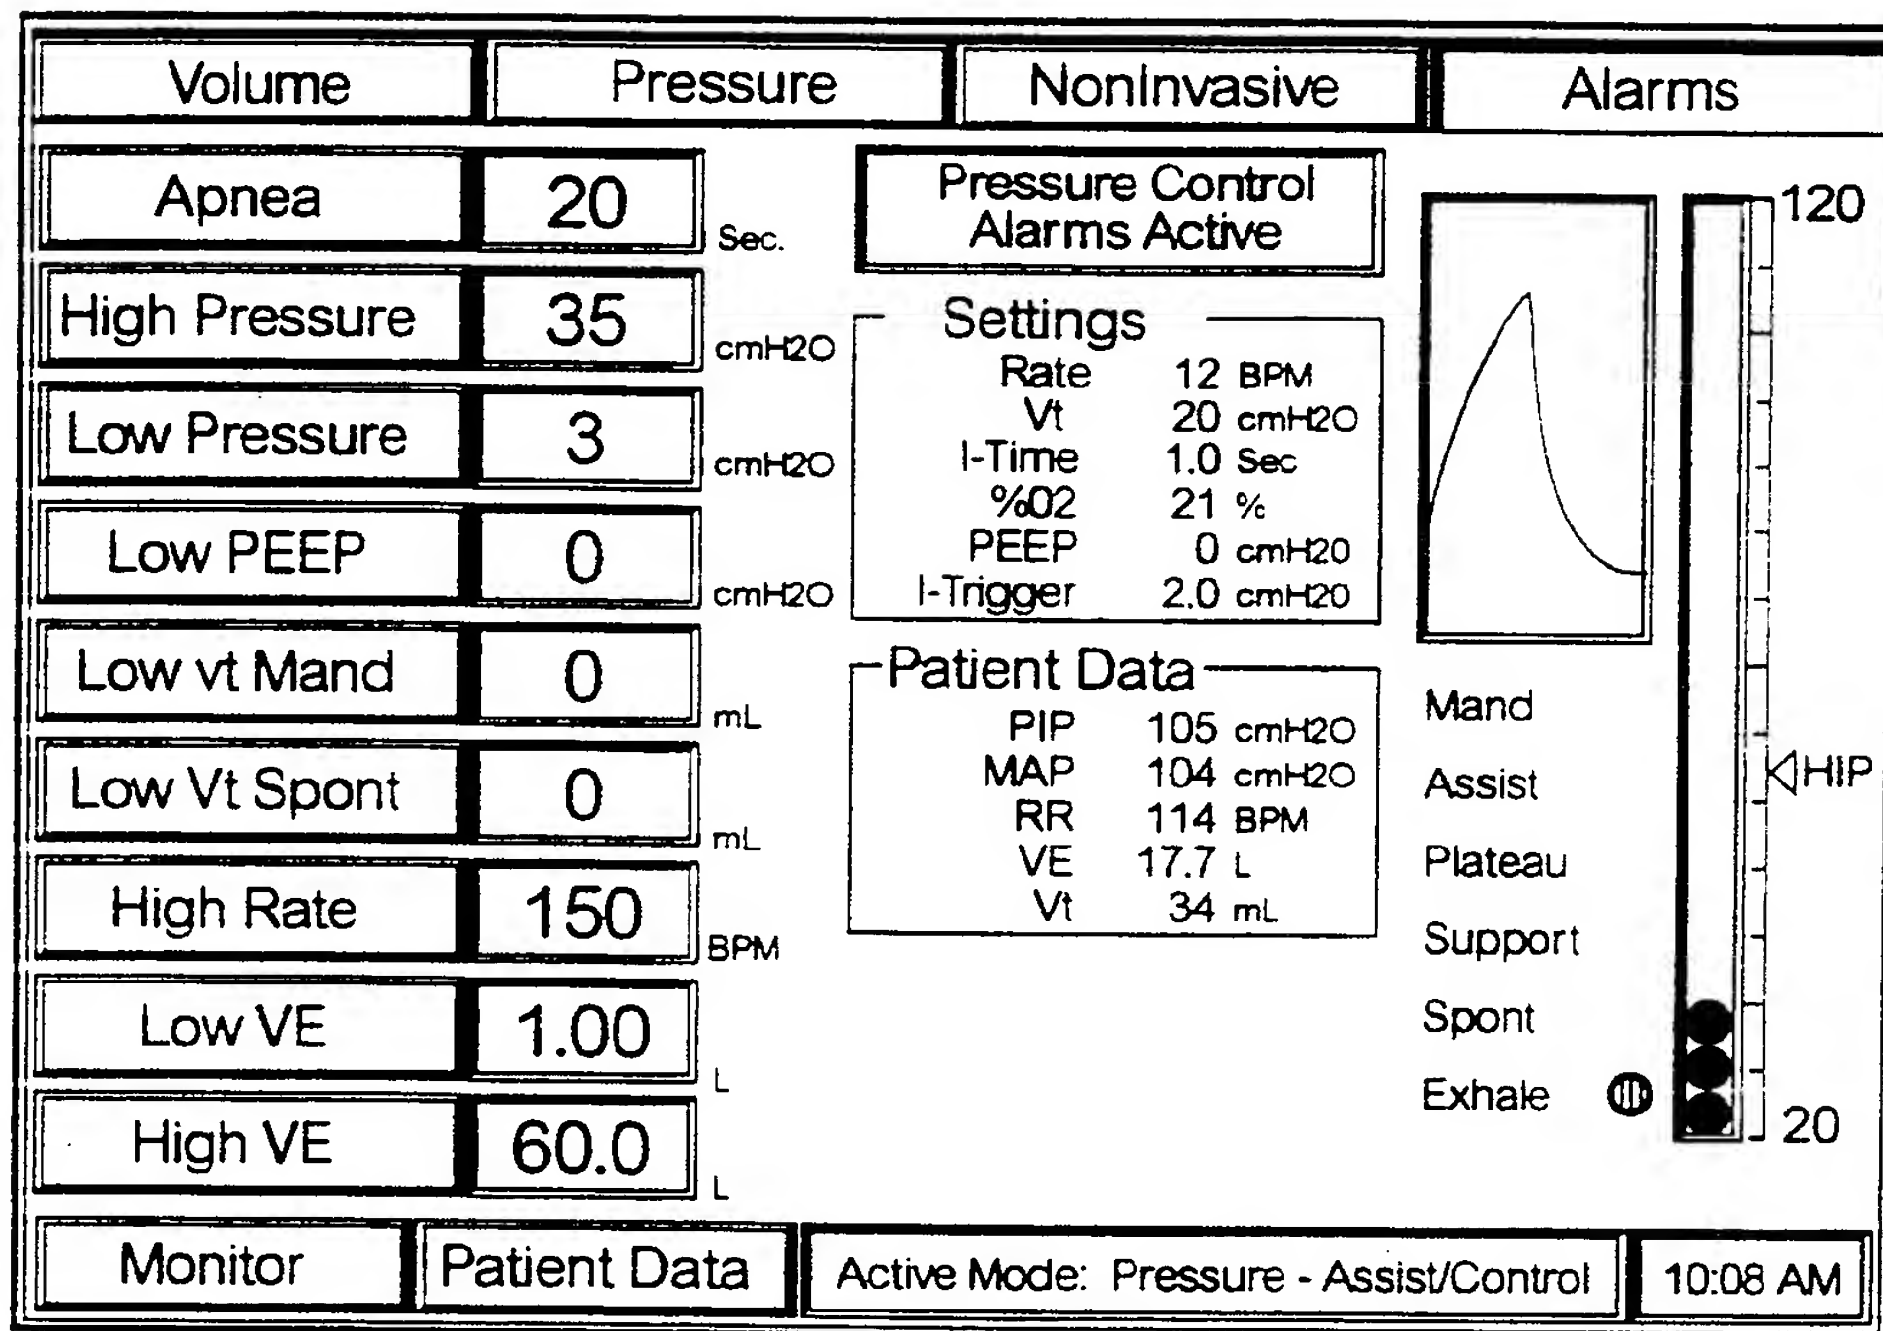 Volume Pressure NonInvasive Alarms
Apnea 20 Sec.
High Pressure 35 cmH2O
Low Pressure 3 cmH2O
Low PEEP 0 cmH2O
Low vt Mand 0 mL
Low Vt Spont 0 mL
High Rate 150 BPM
Low VE 1.00 L
High VE 60.0 L
Pressure Control
Alarms Active
Settings
Rate 12 BPM
Vt 20 cmH2O
I-Time 1.0 Sec
%02 21 %
PEEP 0 cmH20
I-Trigger 2.0 cmH20
Patient Data
PIP 105 cmH2O
MAP 104 cmH2O
RR 114 BPM
VE 17.7 L
Vt 34 mL
Mand
Assist
Plateau
Support
Spont
Exhale
120
HIP
20
Monitor Patient Data Active Mode: Pressure - Assist/Control 10:08 AM